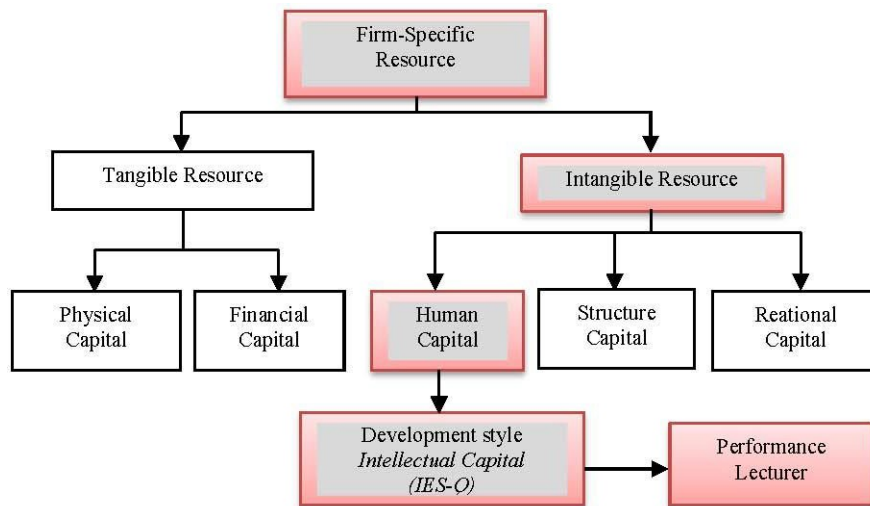 Firm-Specific
Resource
Tangible Resource
Intangible Resource
Physical
Capital
Financial
Capital
Human
Capital
Structure
Capital
Reational
Capital
Development style
Intellectual Capital
(IES-Q)
Performance
Lecturer